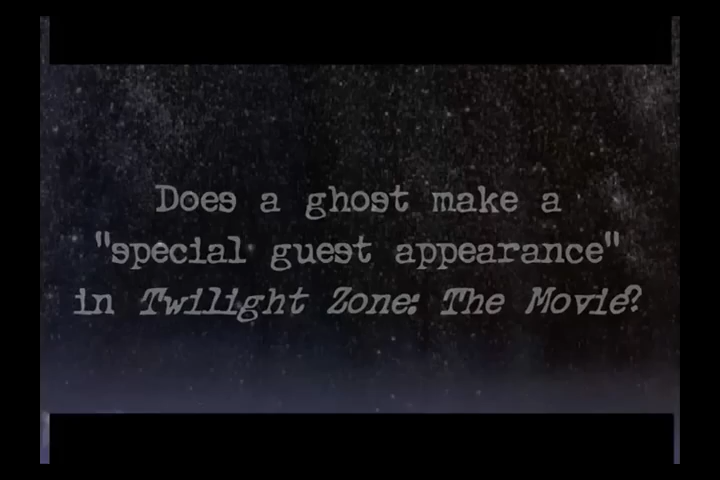 Does a ghost make a
"special guest appearance"
in Twilight Zone: The Movie?